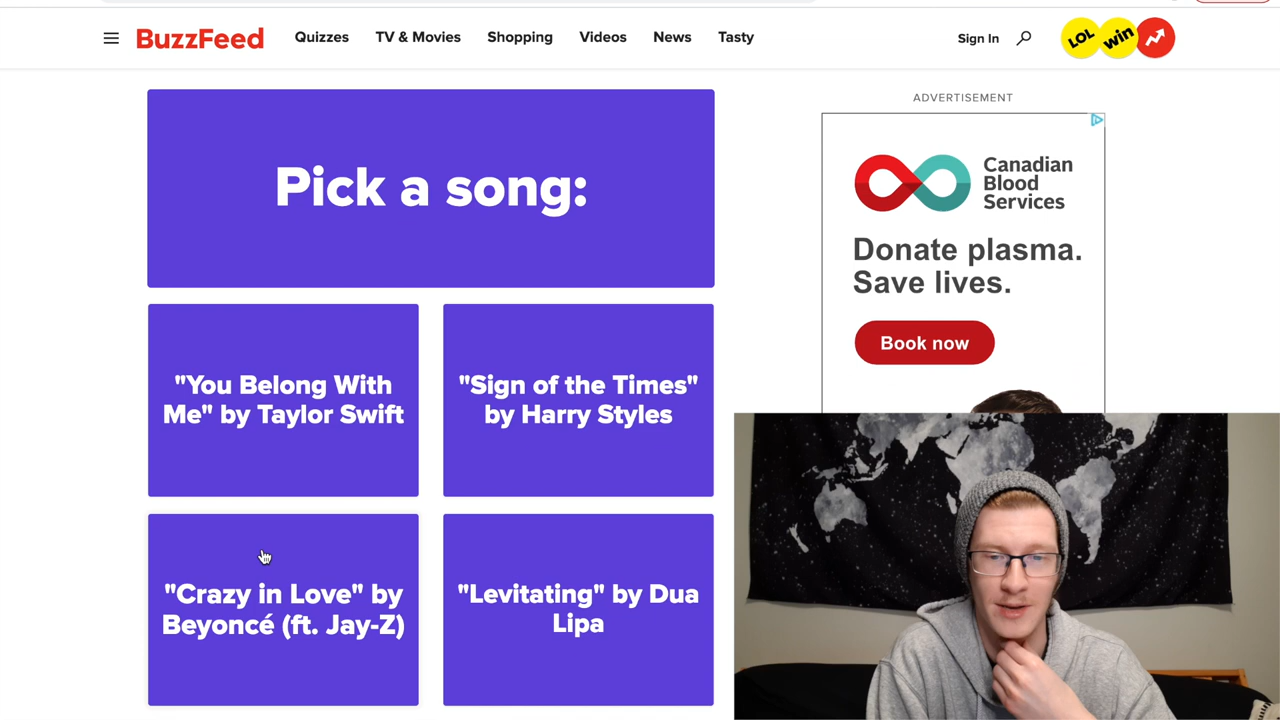 BuzzFeed
Quizzes
TV & Movies
Shopping
Videos
News
Tasty
Sign In
LOL
win
Pick a song:
"You Belong With
Me" by Taylor Swift
"Sign of the Times"
by Harry Styles
"Crazy in Love" by
Beyoncé (ft. Jay-Z)
"Levitating" by Dua
Lipa
ADVERTISEMENT
Canadian
Blood
Services
Donate plasma.
Save lives.
Book now